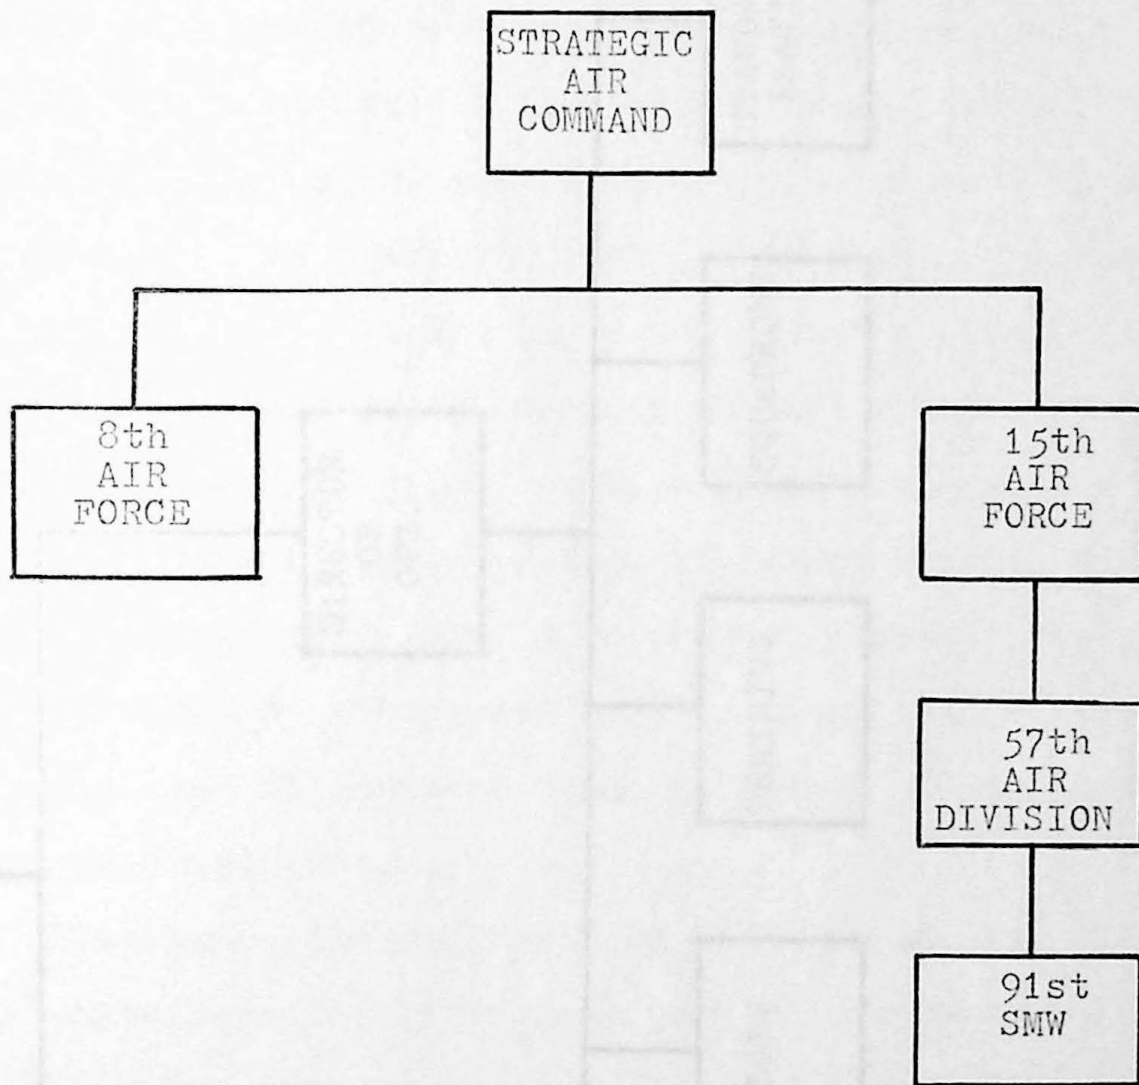 STRATEGIC
AIR
COMMAND
8th
AIR
FORCE
15th
AIR
FORCE
57th
AIR
DIVISION
91st
SMW